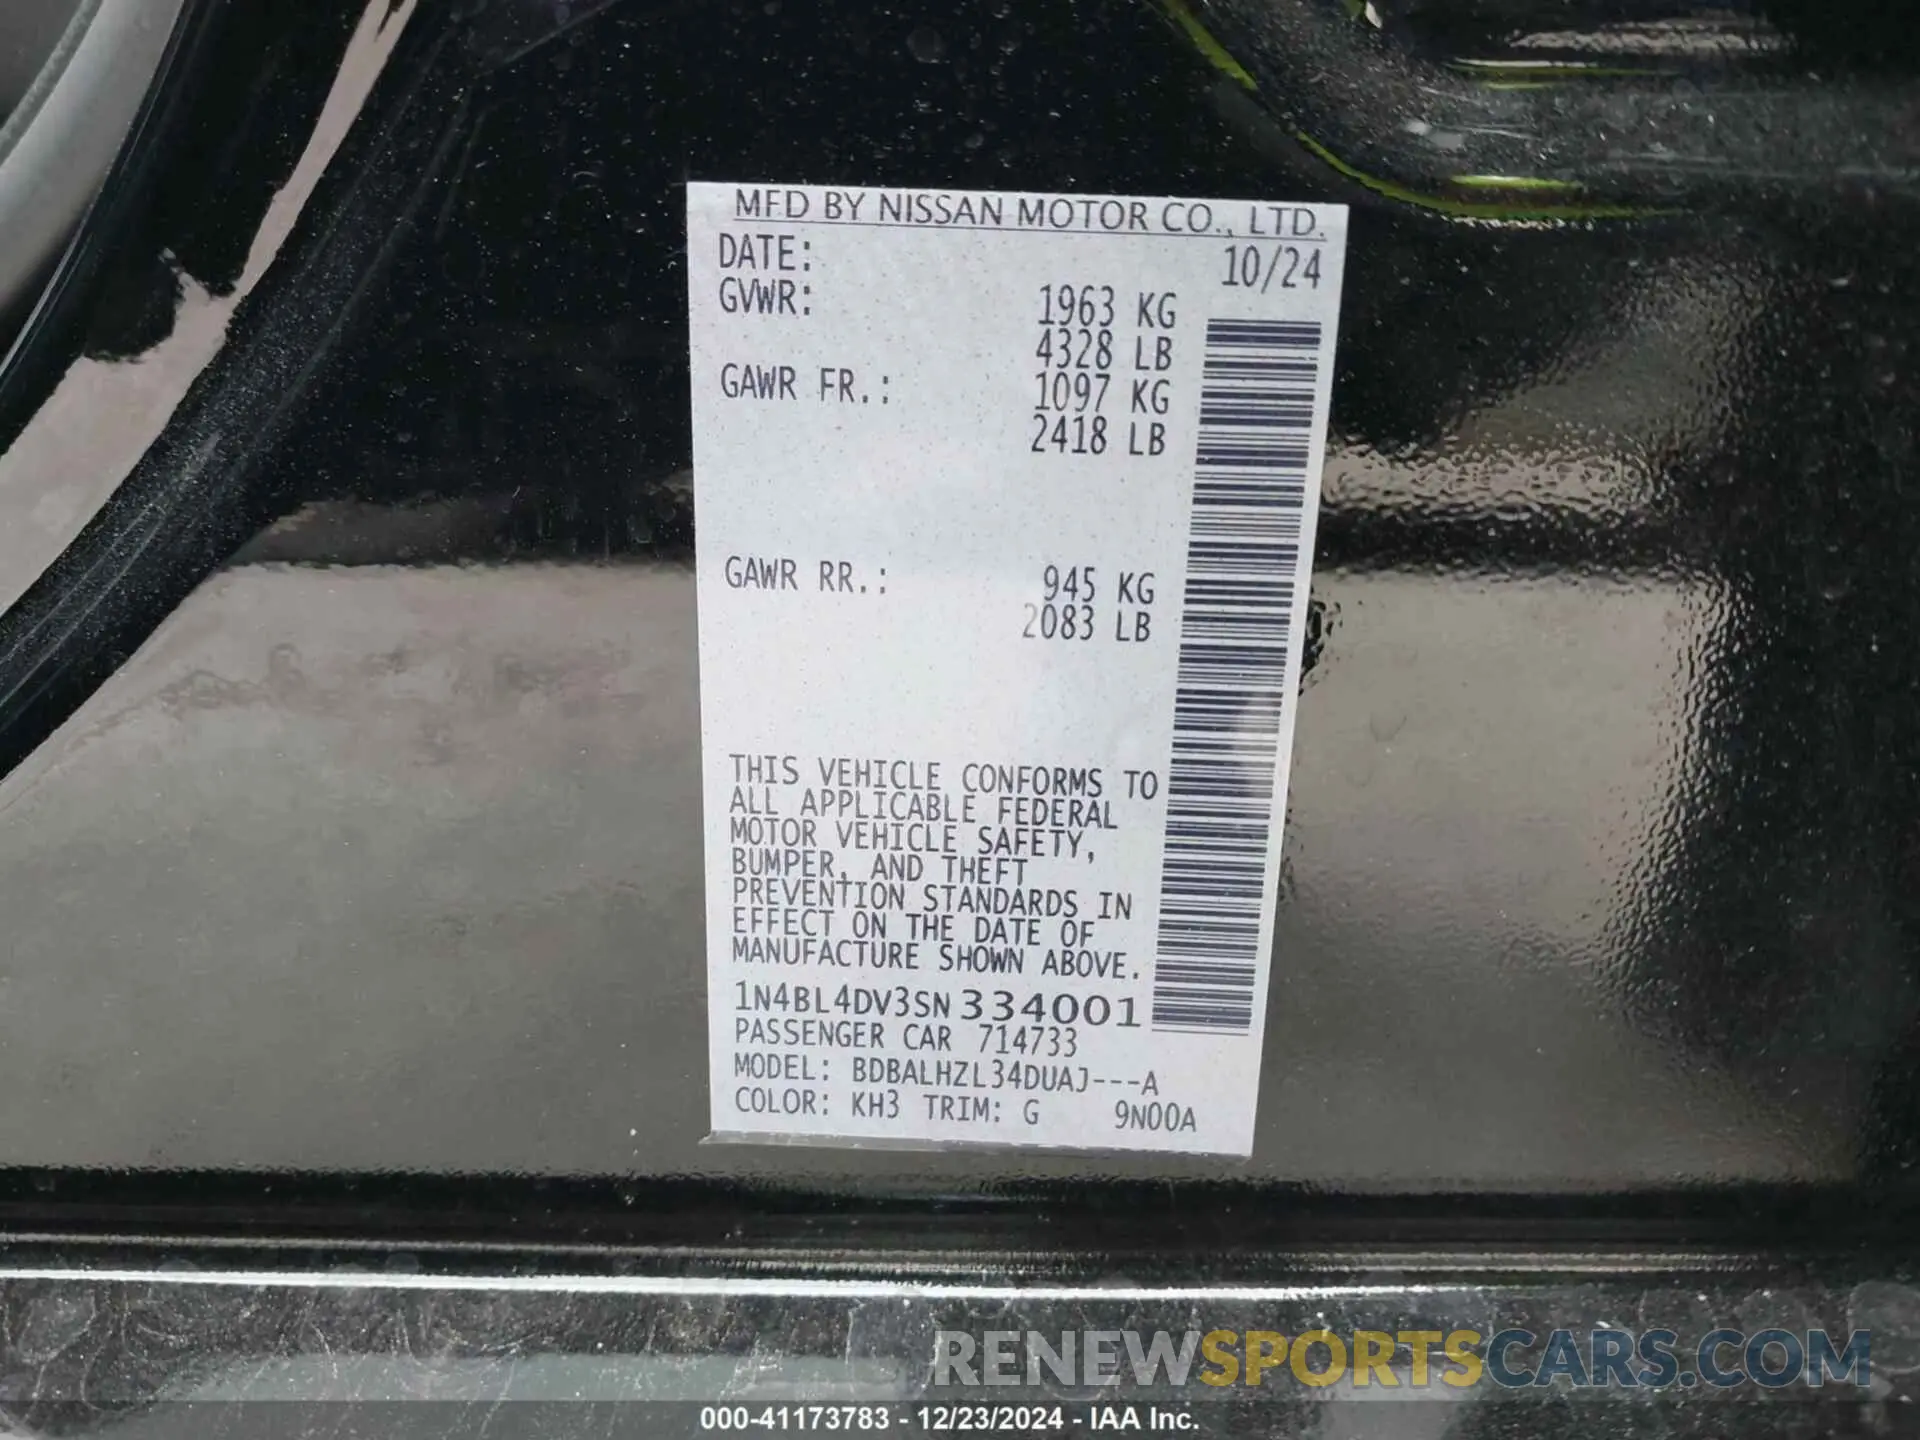 MFD BY NISSAN MOTOR CO., LTD.
DATE: 10/24
GVWR: 1963 KG
4328 LB
GAWR FR.: 1097 KG
2418 LB
GAWR RR.: 945 KG
2083 LB
THIS VEHICLE CONFORMS TO
ALL APPLICABLE FEDERAL
MOTOR VEHICLE SAFETY,
BUMPER, AND THEFT
PREVENTION STANDARDS IN
EFFECT ON THE DATE OF
MANUFACTURE SHOWN ABOVE.
1N4BL4DV3SN334001
PASSENGER CAR 714733
MODEL: BDBALHZL34DUAJ---A
COLOR: KH3 TRIM: G 9N00A
RENEWSPORTSCARS.COM
000-41173783 - 12/23/2024 - IAA Inc.